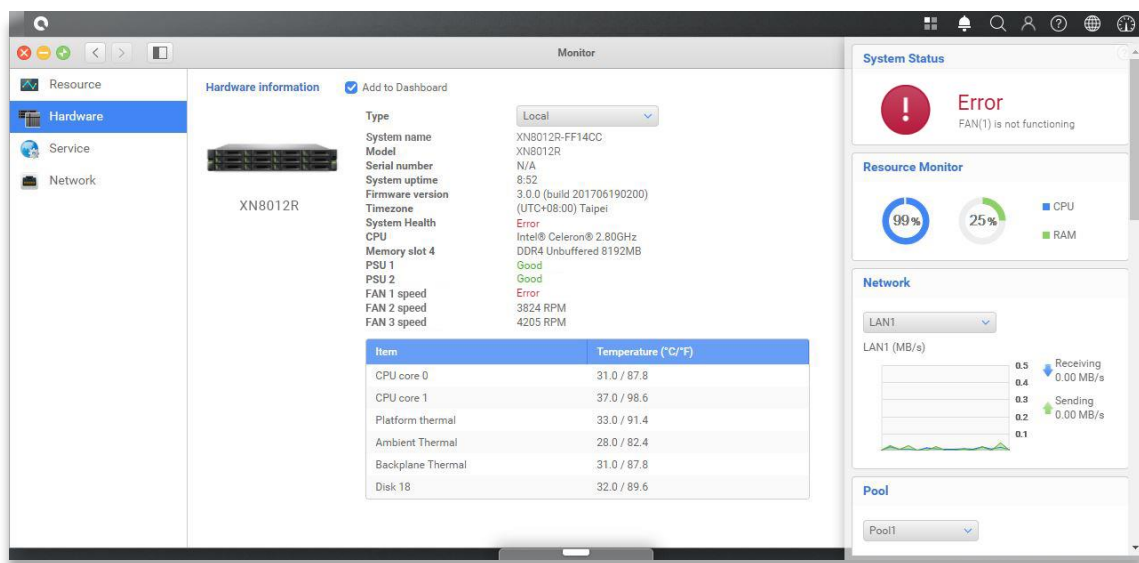 Monitor
Resource
Hardware
Service
Network
Hardware information
Add to Dashboard
XN8012R
Type Local
System name XN8012R-FF14CC
Model XN8012R
Serial number N/A
System uptime 8:52
Firmware version 3.0.0 (build 201706190200)
Timezone (UTC+08:00) Taipei
System Health Error
CPU Intel® Celeron® 2.80GHz
Memory slot 4 DDR4 Unbuffered 8192MB
PSU 1 Good
PSU 2 Good
FAN 1 speed Error
FAN 2 speed 3824 RPM
FAN 3 speed 4205 RPM
Item Temperature (°C/°F)
CPU core 0 31.0 / 87.8
CPU core 1 37.0 / 98.6
Platform thermal 33.0 / 91.4
Ambient Thermal 28.0 / 82.4
Backplane Thermal 31.0 / 87.8
Disk 18 32.0 / 89.6
System Status
Error
FAN(1) is not functioning
Resource Monitor
99%
25%
CPU
RAM
Network
LAN1
LAN1 (MB/s)
0.5
0.4
0.3
0.2
0.1
Receiving
0.00 MB/s
Sending
0.00 MB/s
Pool
Pool1